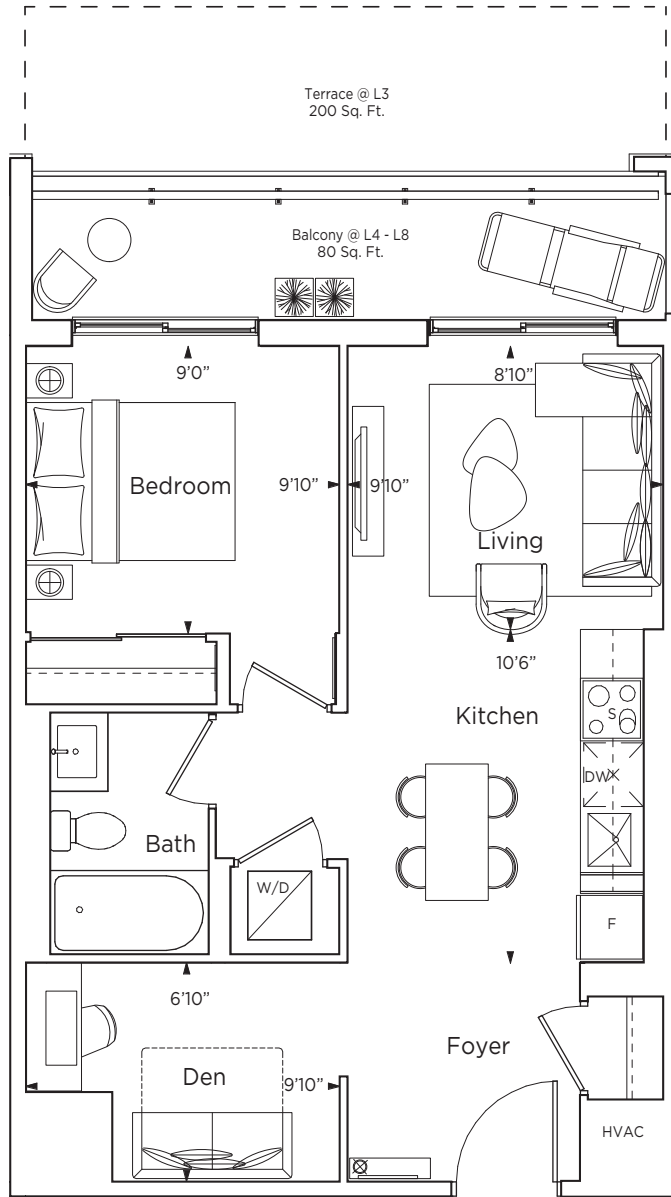 Terrace @ L3
200 Sq. Ft.
Balcony @ L4 - L8
80 Sq. Ft.
9'0"
8'10"
Bedroom
9'10"
9'10"
Living
10'6"
Kitchen
S
DW
Bath
W/D
F
6'10"
Foyer
Den
9'10"
HVAC